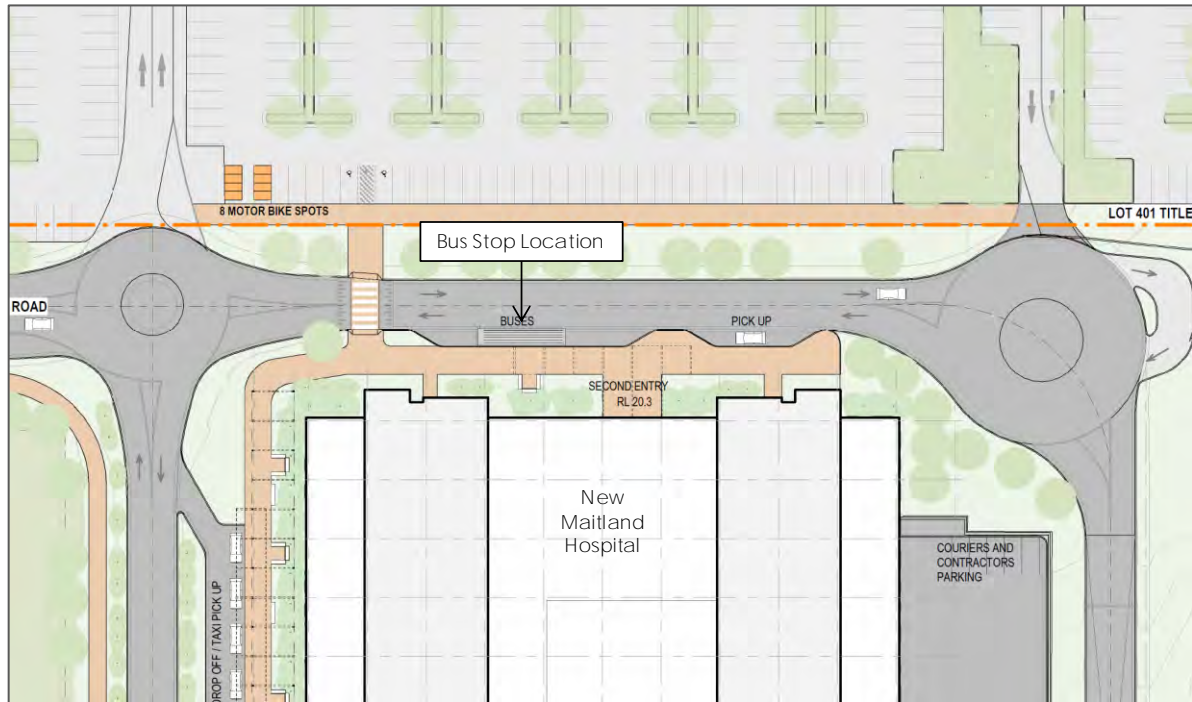 8 MOTOR BIKE SPOTS
LOT 401 TITLE
Bus Stop Location
ROAD
BUSES
PICK UP
SECOND ENTRY
RL 20.3
New
Maitland
Hospital
COURIERS AND
CONTRACTORS
PARKING
DROP OFF / TAXI PICK UP